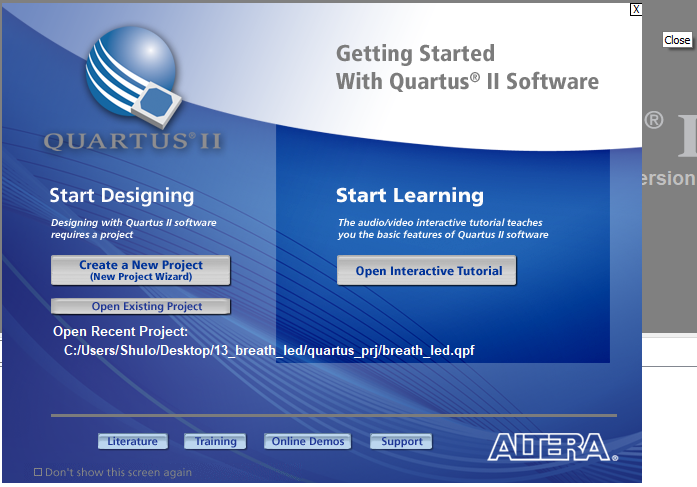 X
Close
Getting Started
With Quartus® II Software
QUARTUS® II
®
ersion
Start Designing
Designing with Quartus II software
requires a project
Create a New Project
(New Project Wizard)
Open Existing Project
Start Learning
The audio/video interactive tutorial teaches
you the basic features of Quartus II software
Open Interactive Tutorial
Open Recent Project:
C:/Users/Shulo/Desktop/13_breath_led/quartus_prj/breath_led.qpf
Literature
Training
Online Demos
Support
ALTERA®
Don't show this screen again